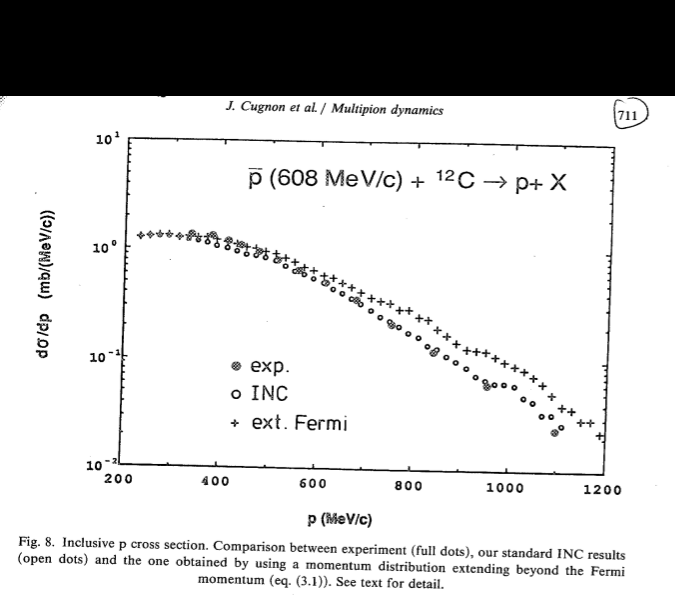 J. Cugnon et al. / Multipion dynamics
711
10¹
10⁰
10⁻¹
10⁻²
dσ/dp (mb/(MeV/c))
p̅ (608 MeV/c) + ¹²C → p+ X
exp.
INC
ext. Fermi
200 400 600 800 1000 1200
p (MeV/c)
Fig. 8. Inclusive p cross section. Comparison between experiment (full dots), our standard INC results
(open dots) and the one obtained by using a momentum distribution extending beyond the Fermi
momentum (eq. (3.1)). See text for detail.